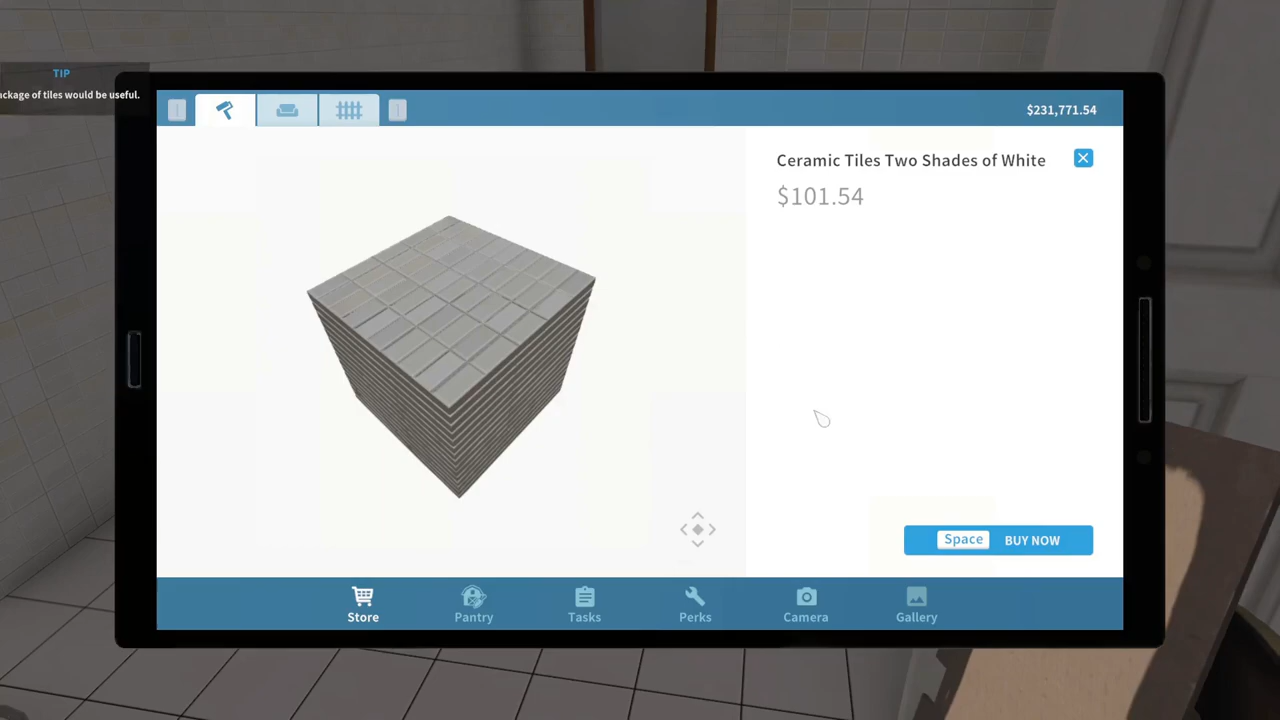 TIP
ackage of tiles would be useful.
$231,771.54
Ceramic Tiles Two Shades of White
$101.54
Space BUY NOW
Store Pantry Tasks Perks Camera Gallery